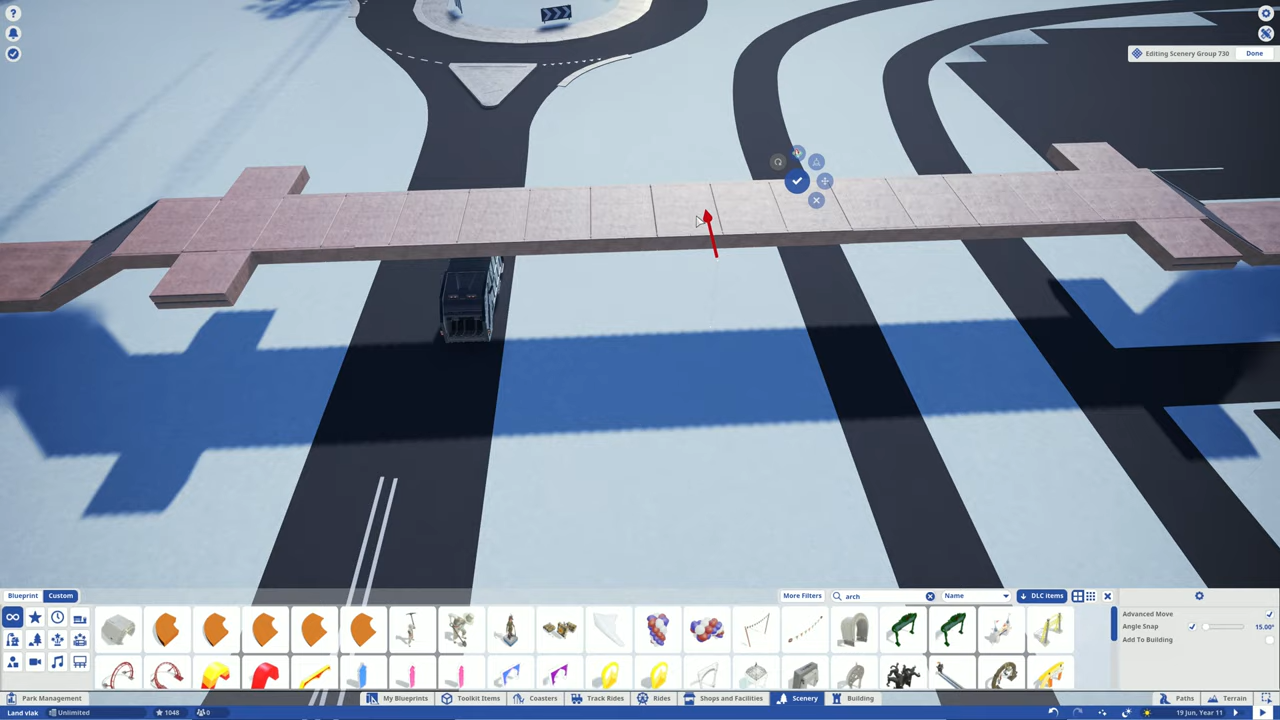 Editing Scenery Group 730 Done
Blueprint Custom
More Filters arch Name DLC items
Advanced Move
Angle Snap 15.00°
Add To Building
Park Management My Blueprints Toolkit Items Coasters Track Rides Rides Shops and Facilities Scenery Building Paths Terrain
Land vlak Unlimited 1048 0 19 Jun, Year 11